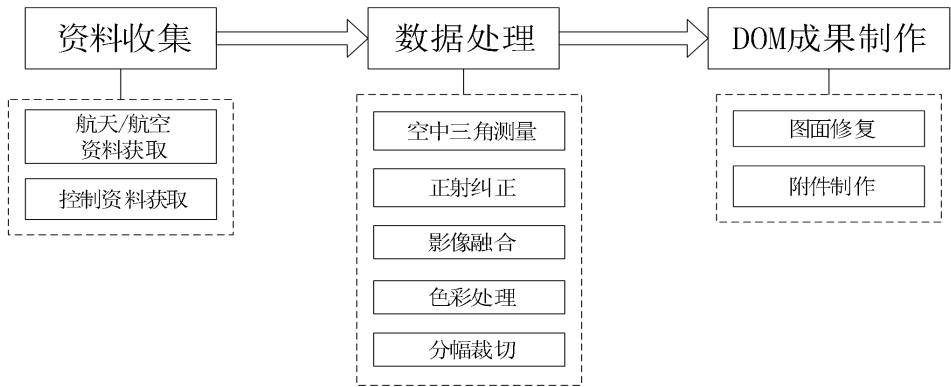 资料收集
数据处理
DOM成果制作
航天/航空
资料获取
控制资料获取
空中三角测量
正射纠正
影像融合
色彩处理
分幅裁切
图面修复
附件制作